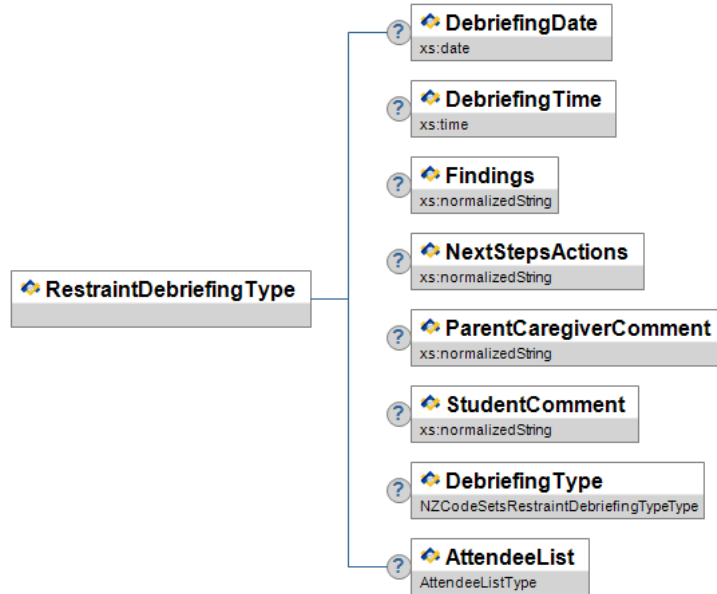 RestraintDebriefingType
?
DebriefingDate
xs:date
?
DebriefingTime
xs:time
?
Findings
xs:normalizedString
?
NextStepsActions
xs:normalizedString
?
ParentCaregiverComment
xs:normalizedString
?
StudentComment
xs:normalizedString
?
DebriefingType
NZCodeSetsRestraintDebriefingTypeType
?
AttendeeList
AttendeeListType